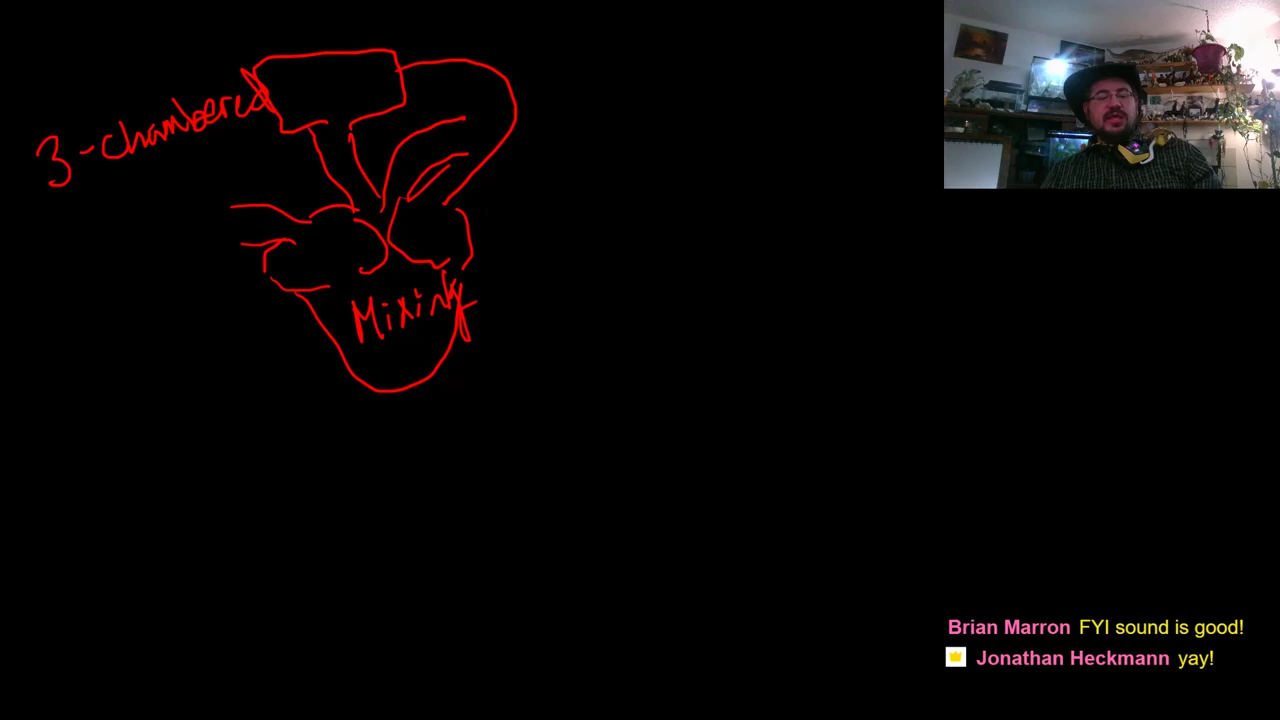 3-chambered
Mixing
Brian Marron FYI sound is good!
Jonathan Heckmann yay!